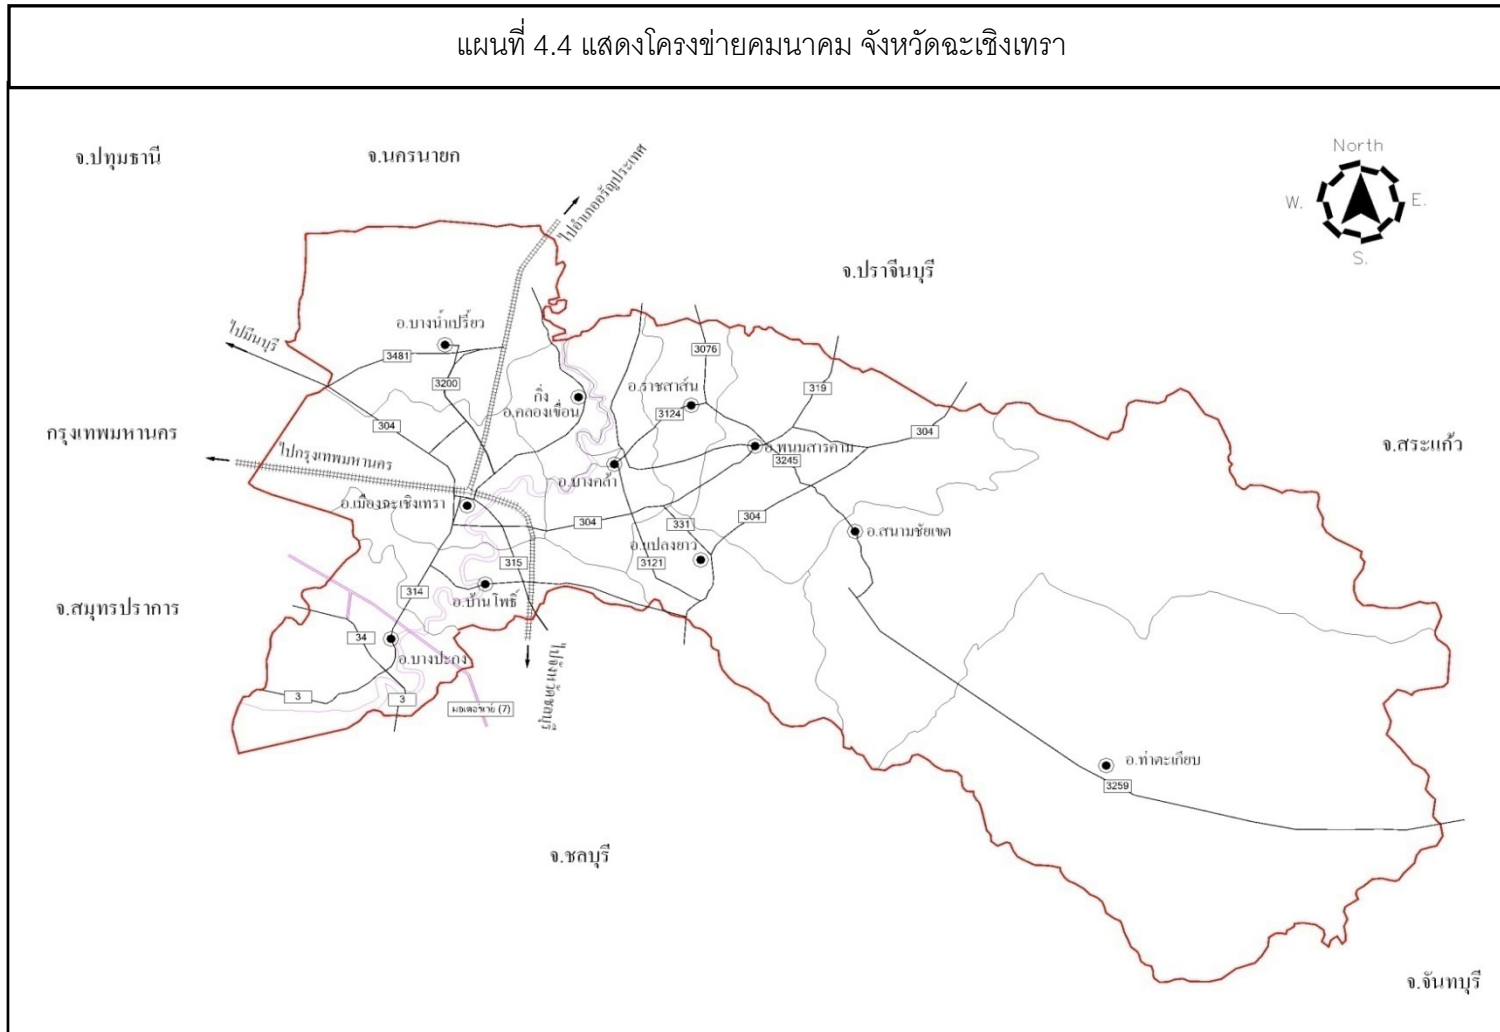 แผนที่ 4.4 แสดงโครงข่ายคมนาคม จังหวัดฉะเชิงเทรา
จ.ปทุมธานี
จ.นครนายก
North
W.
E.
S.
ไปอำเภออรัญประเทศ
จ.ปราจีนบุรี
อ.บางน้ำเปรี้ยว
ไปมีนบุรี
3481
3076
3200
319
กิ่ง
อ.คลองเขื่อน
อ.ราชสาส์น
3124
304
304
กรุงเทพมหานคร
จ.สระแก้ว
ไปกรุงเทพมหานคร
อ.พนมสารคาม
3245
อ.บางคล้า
อ.เมืองฉะเชิงเทรา
304
331
304
อ.สนามชัยเขต
อ.แปลงยาว
315
3121
314
อ.บ้านโพธิ์
จ.สมุทรปราการ
34
อ.บางปะกง
ไปจังหวัดชลบุรี
3
3
มอเตอร์เวย์ (7)
อ.ท่าตะเกียบ
3259
จ.ชลบุรี
จ.จันทบุรี